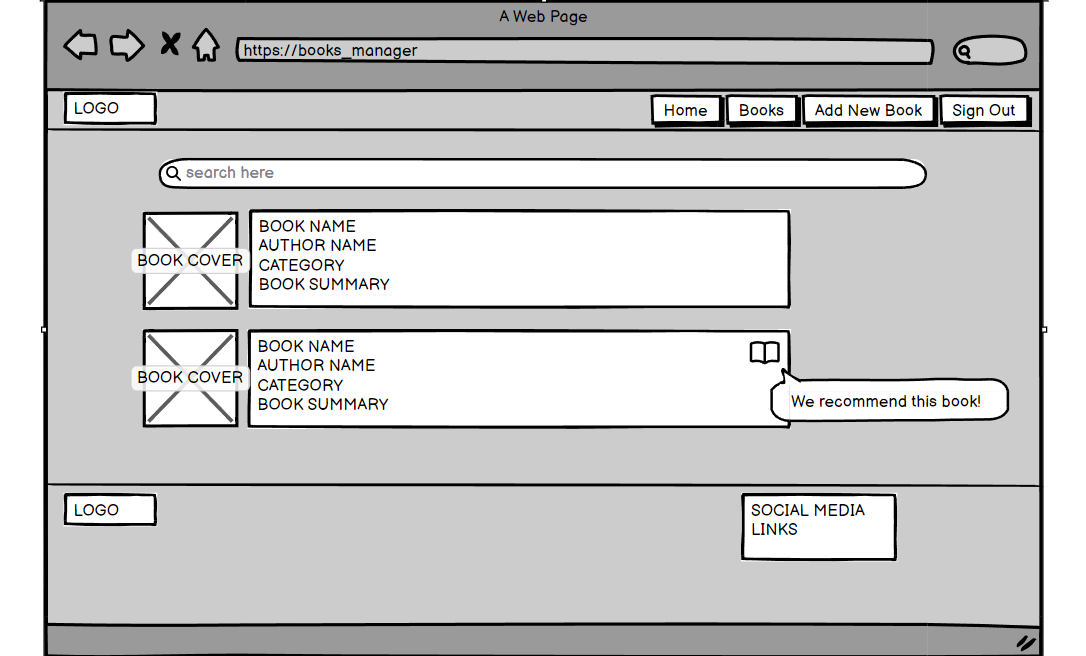 A Web Page
https://books_manager
LOGO
Home
Books
Add New Book
Sign Out
search here
BOOK COVER
BOOK NAME
AUTHOR NAME
CATEGORY
BOOK SUMMARY
BOOK COVER
BOOK NAME
AUTHOR NAME
CATEGORY
BOOK SUMMARY
We recommend this book!
LOGO
SOCIAL MEDIA
LINKS